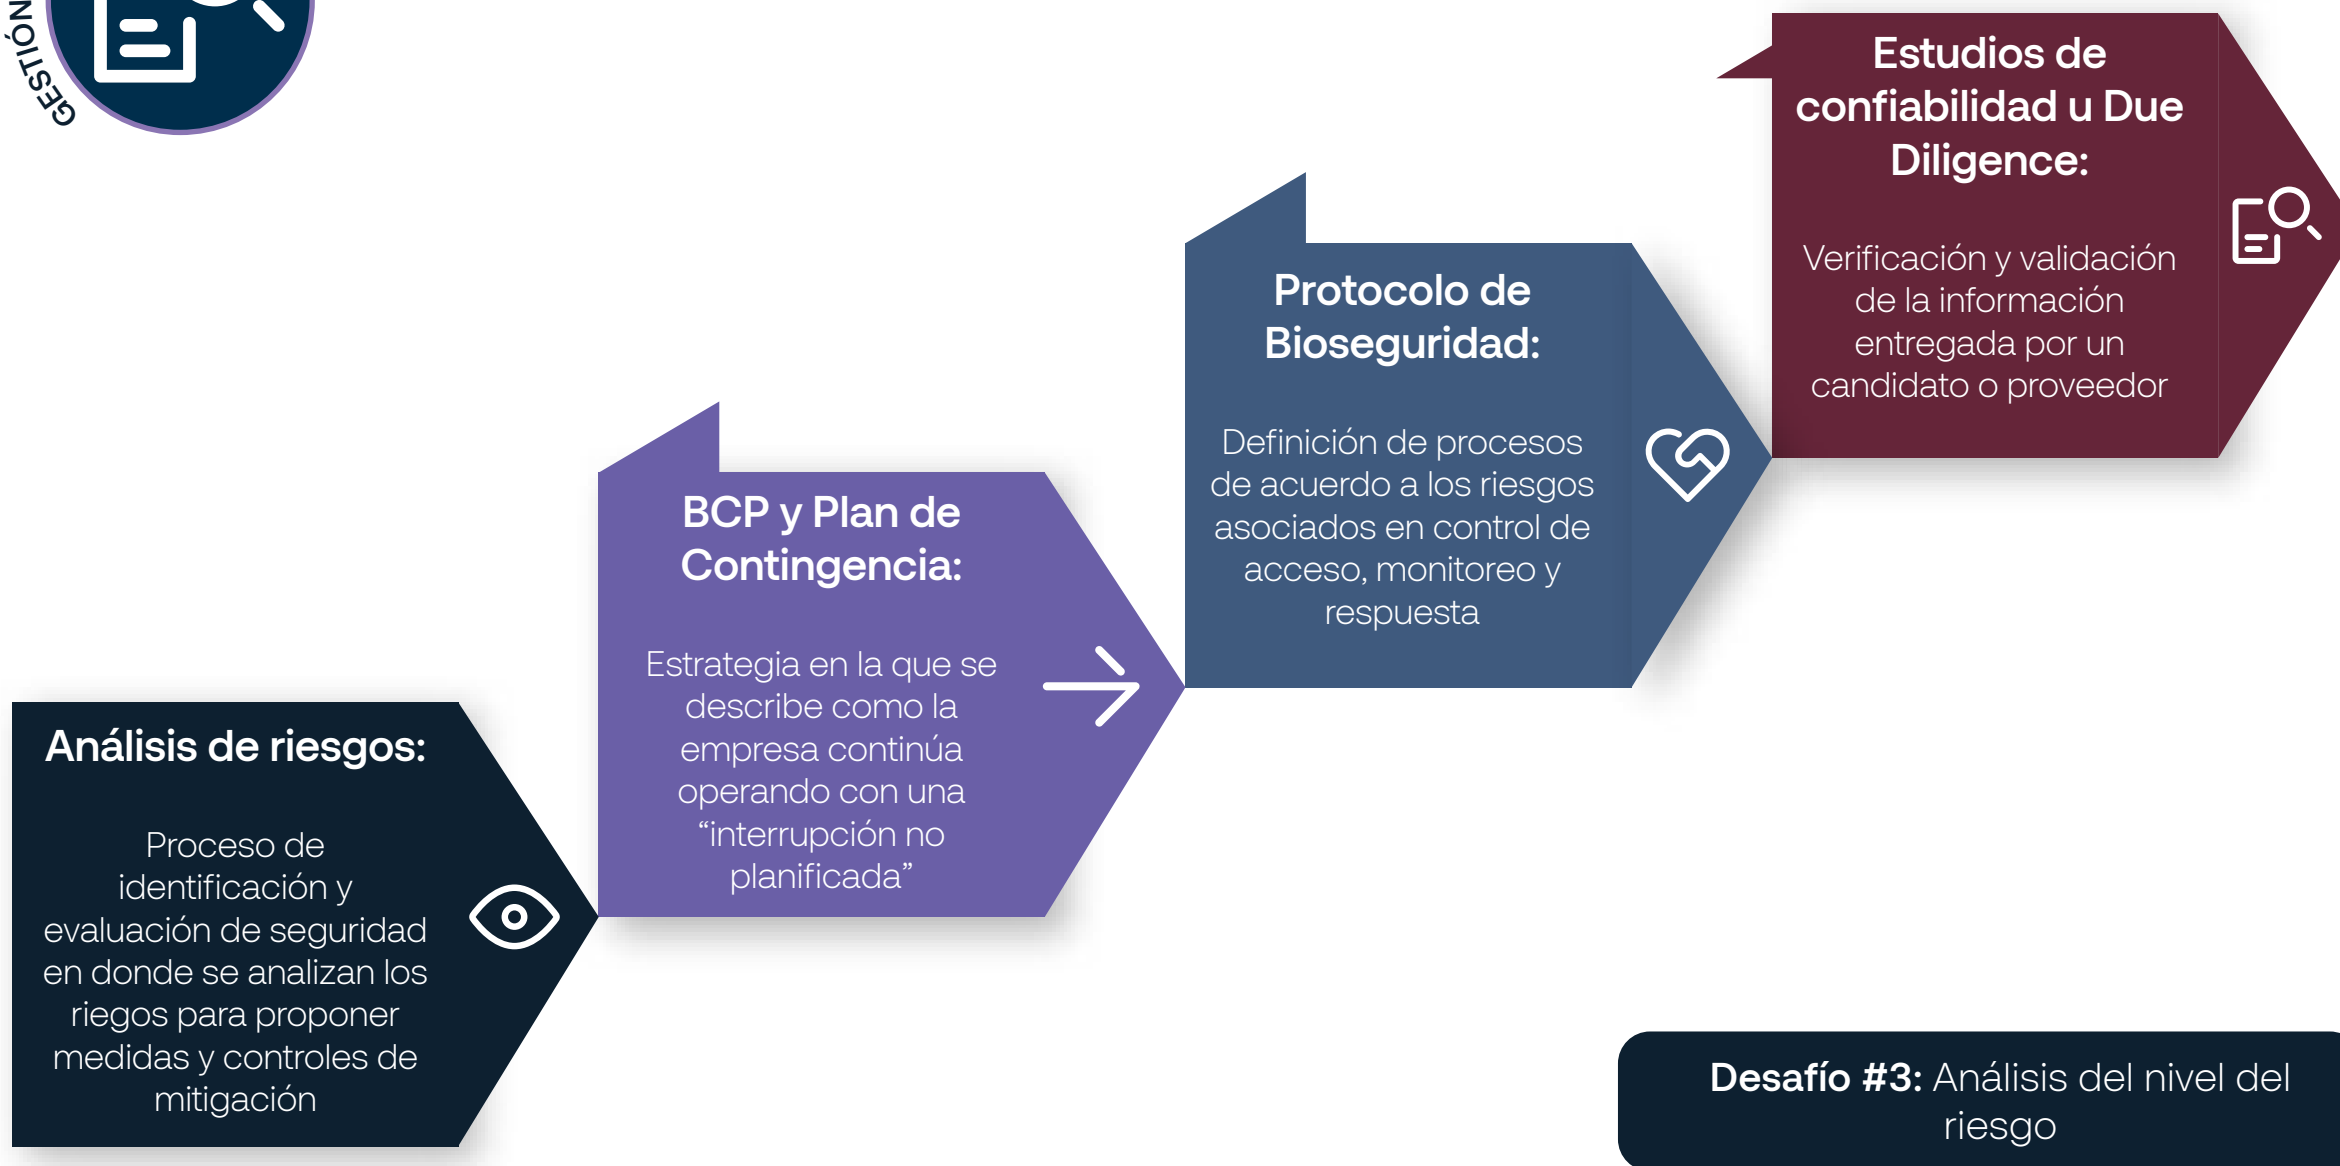 GESTIÓN
Estudios de
confiabilidad u Due
Diligence:
Verificación y validación
de la información
entregada por un
candidato o proveedor
Protocolo de
Bioseguridad:
Definición de procesos
de acuerdo a los riesgos
asociados en control de
acceso, monitoreo y
respuesta
BCP y Plan de
Contingencia:
Estrategia en la que se
describe como la
empresa continúa
operando con una
“interrupción no
planificada”
Análisis de riesgos:
Proceso de
identificación y
evaluación de seguridad
en donde se analizan los
riegos para proponer
medidas y controles de
mitigación
Desafío #3: Análisis del nivel del
riesgo